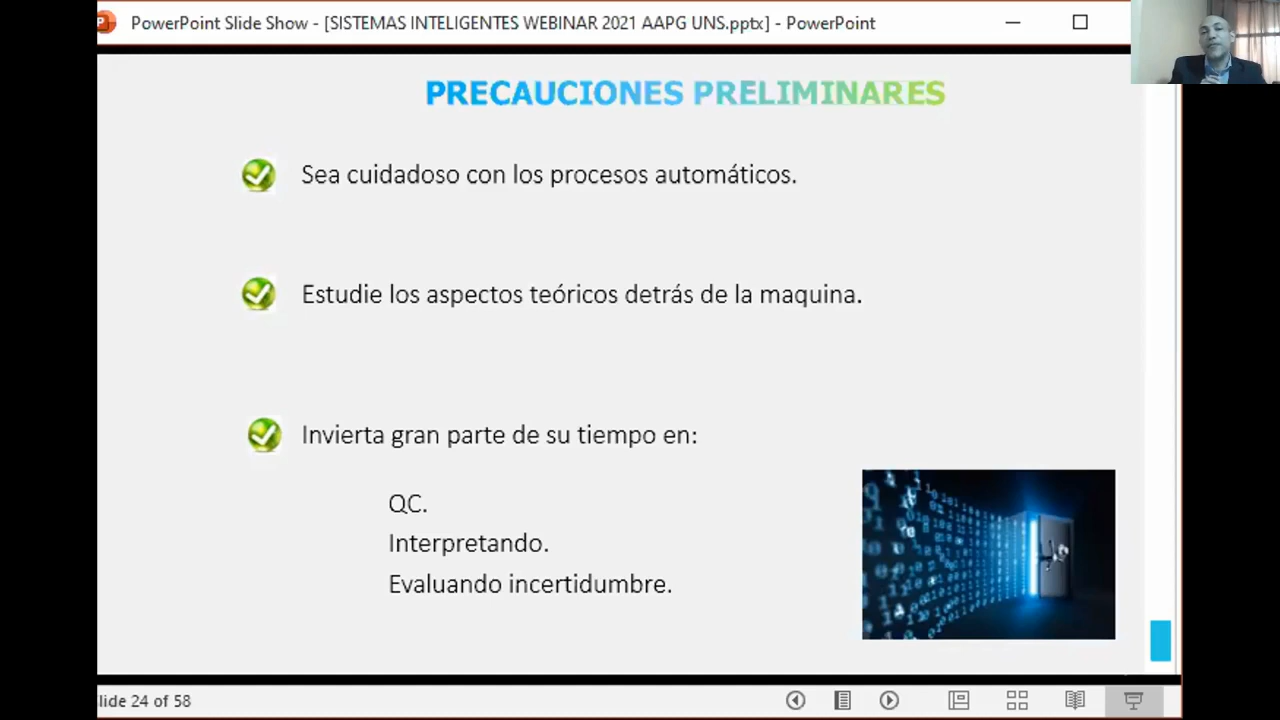 PowerPoint Slide Show - [SISTEMAS INTELIGENTES WEBINAR 2021 AAPG UNS.pptx] - PowerPoint
PRECAUCIONES PRELIMINARES
Sea cuidadoso con los procesos automáticos.
Estudie los aspectos teóricos detrás de la maquina.
Invierta gran parte de su tiempo en:
QC.
Interpretando.
Evaluando incertidumbre.
lide 24 of 58